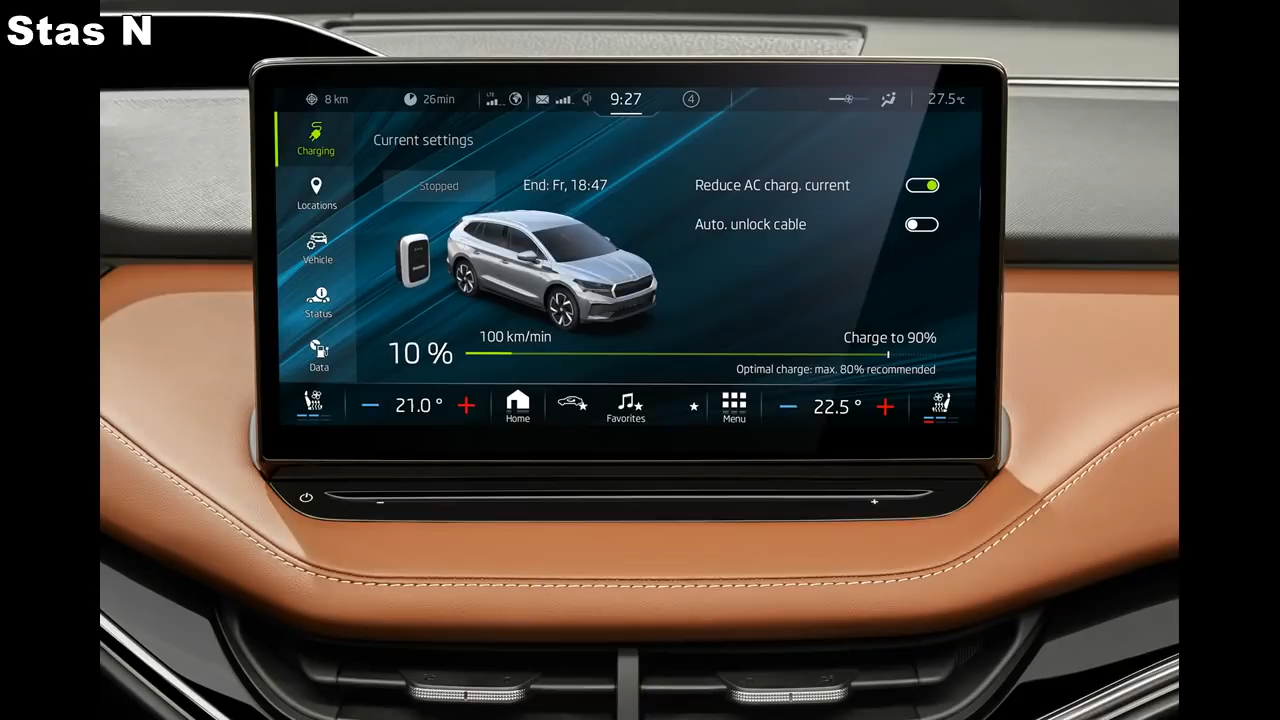 Stas N
8 km
26min
LTE
9:27
4
27.5°C
Charging
Current settings
Stopped
End: Fr, 18:47
Reduce AC charg. current
Locations
Auto. unlock cable
Vehicle
Status
100 km/min
Charge to 90%
10 %
Data
Optimal charge: max. 80% recommended
21.0 °
22.5 °
Home
Favorites
Menu